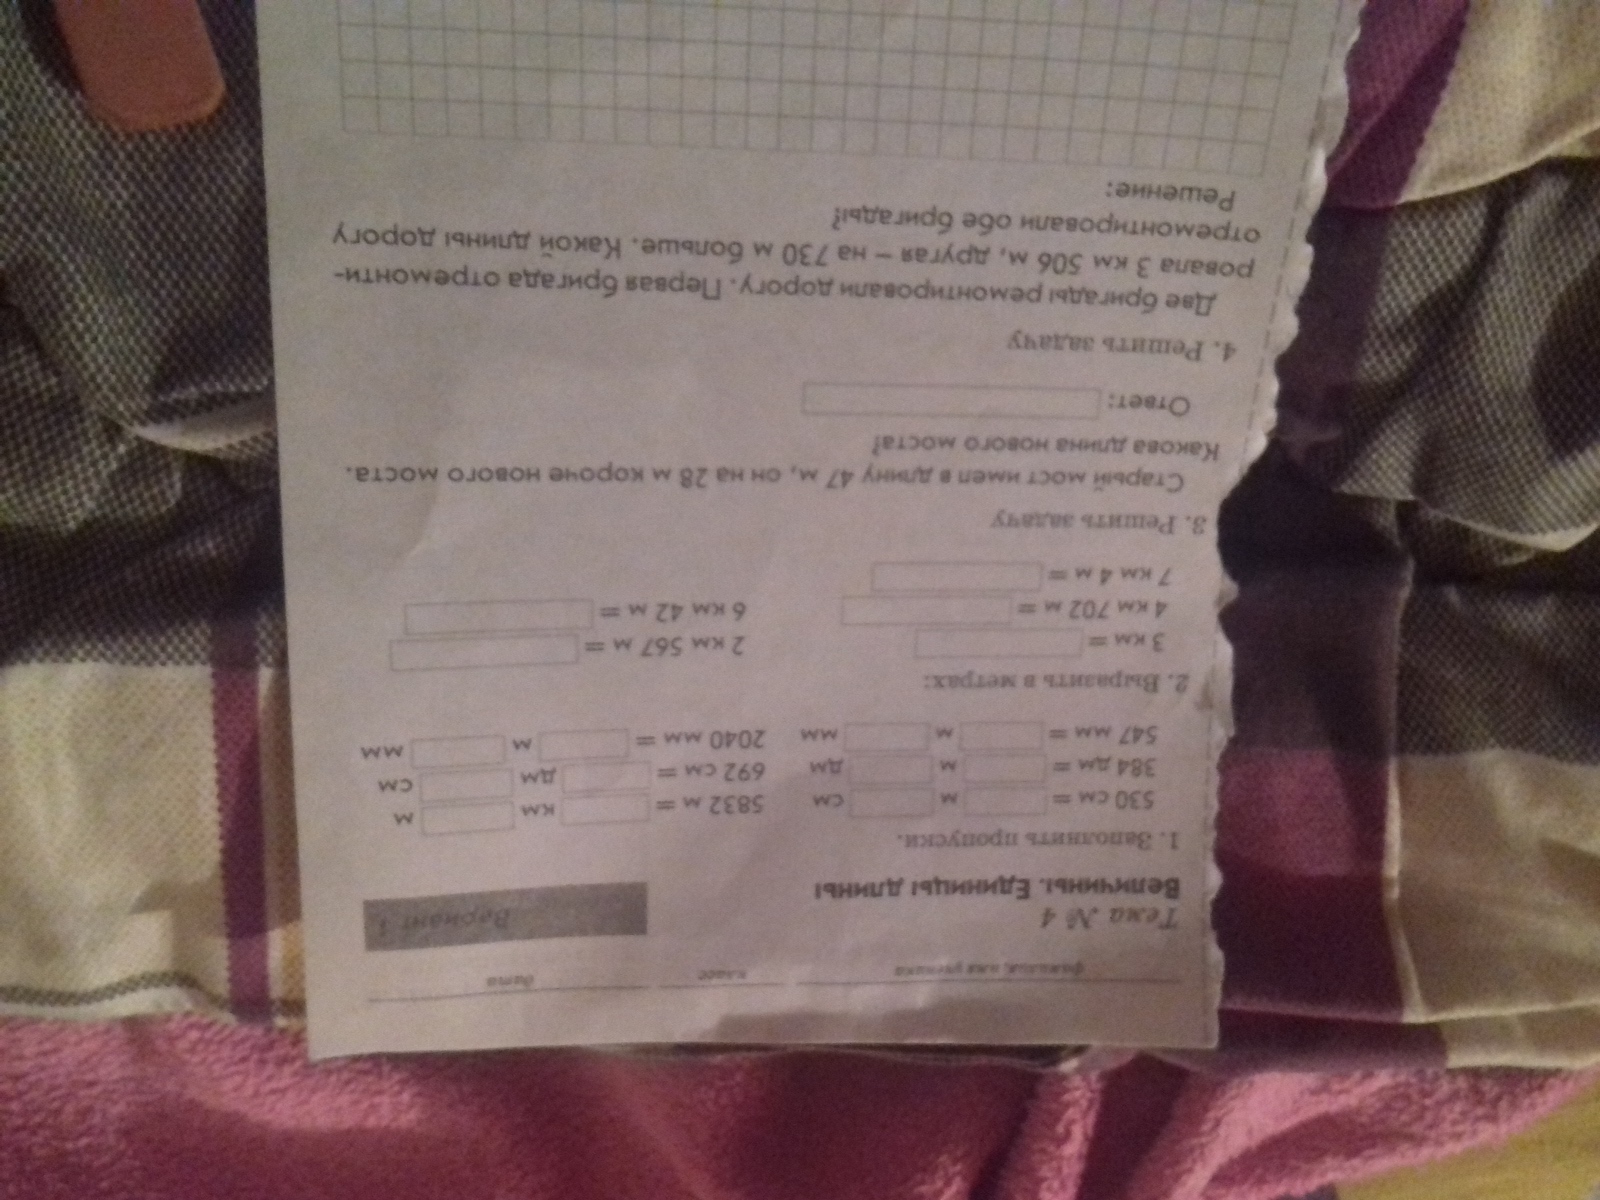 фамилия, имя ученика класс дата
Тема № 4 Вариант 1
Величины. Единицы длины
1. Заполнить пропуски.
530 см = м см 5832 м = км м
384 дм = м дм 692 см = дм см
547 мм = м мм 2040 мм = м мм
2. Выразить в метрах:
3 км = 2 км 567 м =
4 км 702 м = 6 км 42 м =
7 км 4 м =
3. Решить задачу
Старый мост имел в длину 47 м, он на 28 м короче нового моста.
Какова длина нового моста?
Ответ:
4. Решить задачу
Две бригады ремонтировали дорогу. Первая бригада отремонти-
ровала 3 км 506 м, другая – на 730 м больше. Какой длины дорогу
отремонтировали обе бригады?
Решение: